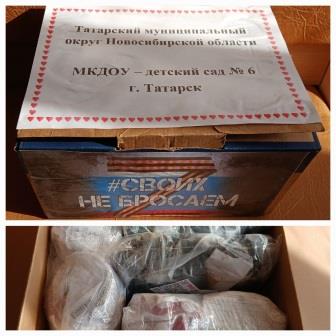 Татарский муниципальный
округ Новосибирской области
МКДОУ – детский сад № 6
г. Татарск
#СВОИХ
НЕ БРОСАЕМ